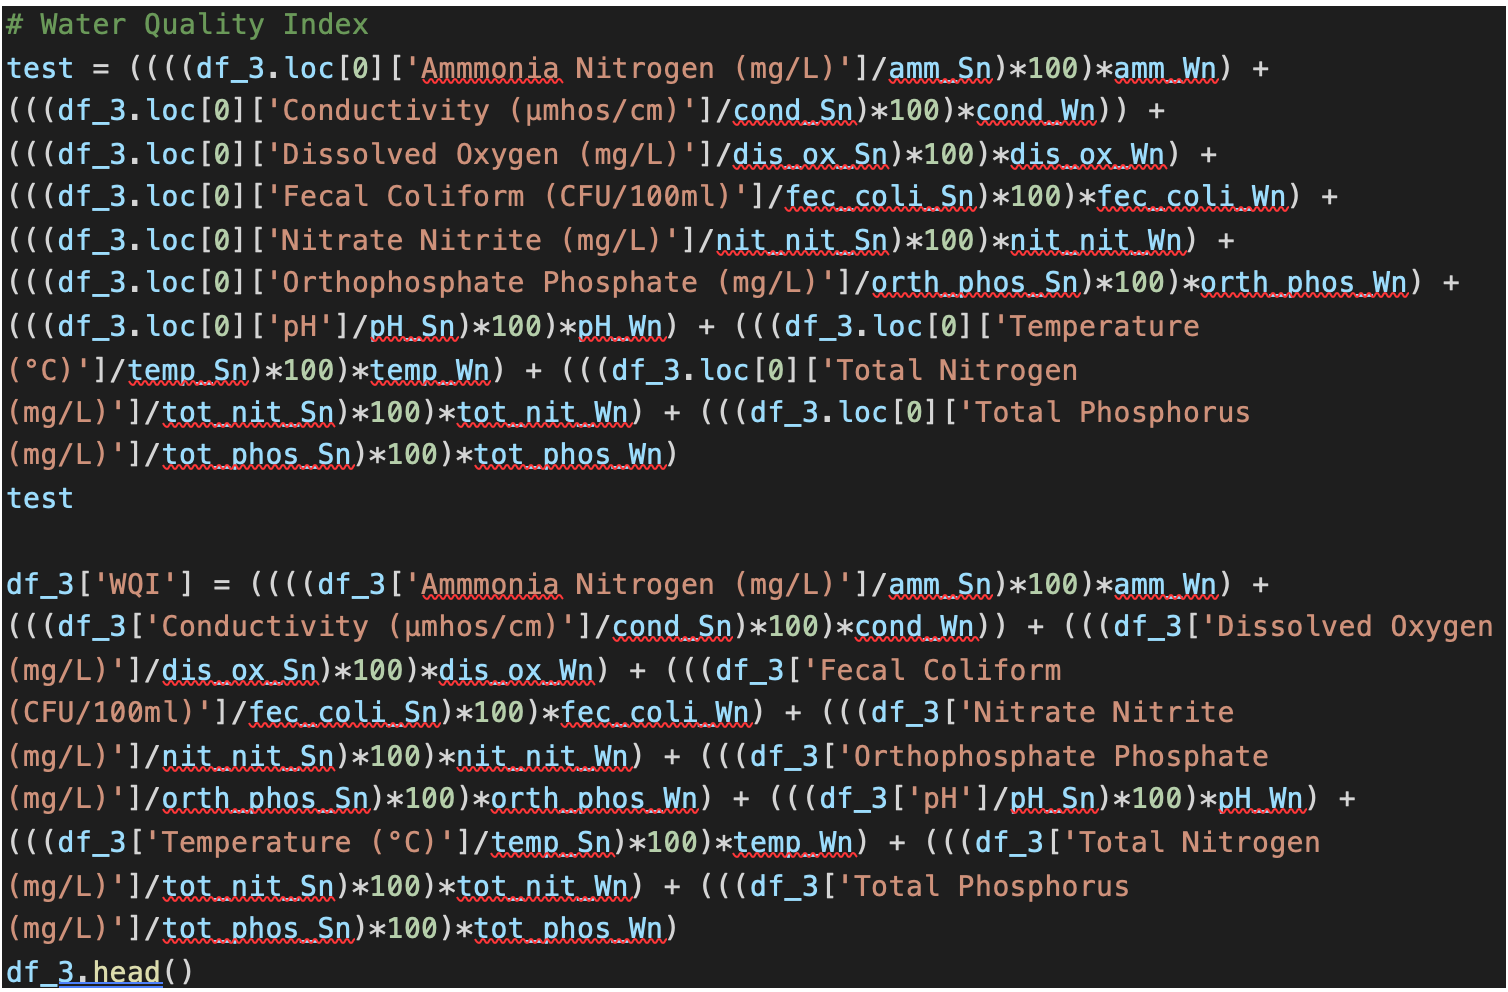 # Water Quality Index
test = ((((df_3.loc[0]['Ammmonia Nitrogen (mg/L)']/amm_Sn)*100)*amm_Wn) +
(((df_3.loc[0]['Conductivity (µmhos/cm)']/cond_Sn)*100)*cond_Wn)) +
(((df_3.loc[0]['Dissolved Oxygen (mg/L)']/dis_ox_Sn)*100)*dis_ox_Wn) +
(((df_3.loc[0]['Fecal Coliform (CFU/100ml)']/fec_coli_Sn)*100)*fec_coli_Wn) +
(((df_3.loc[0]['Nitrate Nitrite (mg/L)']/nit_nit_Sn)*100)*nit_nit_Wn) +
(((df_3.loc[0]['Orthophosphate Phosphate (mg/L)']/orth_phos_Sn)*100)*orth_phos_Wn) +
(((df_3.loc[0]['pH']/pH_Sn)*100)*pH_Wn) + (((df_3.loc[0]['Temperature
(°C)']/temp_Sn)*100)*temp_Wn) + (((df_3.loc[0]['Total Nitrogen
(mg/L)']/tot_nit_Sn)*100)*tot_nit_Wn) + (((df_3.loc[0]['Total Phosphorus
(mg/L)']/tot_phos_Sn)*100)*tot_phos_Wn)
test
df_3['WQI'] = ((((df_3['Ammmonia Nitrogen (mg/L)']/amm_Sn)*100)*amm_Wn) +
(((df_3['Conductivity (µmhos/cm)']/cond_Sn)*100)*cond_Wn)) + (((df_3['Dissolved Oxygen
(mg/L)']/dis_ox_Sn)*100)*dis_ox_Wn) + (((df_3['Fecal Coliform
(CFU/100ml)']/fec_coli_Sn)*100)*fec_coli_Wn) + (((df_3['Nitrate Nitrite
(mg/L)']/nit_nit_Sn)*100)*nit_nit_Wn) + (((df_3['Orthophosphate Phosphate
(mg/L)']/orth_phos_Sn)*100)*orth_phos_Wn) + (((df_3['pH']/pH_Sn)*100)*pH_Wn) +
(((df_3['Temperature (°C)']/temp_Sn)*100)*temp_Wn) + (((df_3['Total Nitrogen
(mg/L)']/tot_nit_Sn)*100)*tot_nit_Wn) + (((df_3['Total Phosphorus
(mg/L)']/tot_phos_Sn)*100)*tot_phos_Wn)
df_3.head()